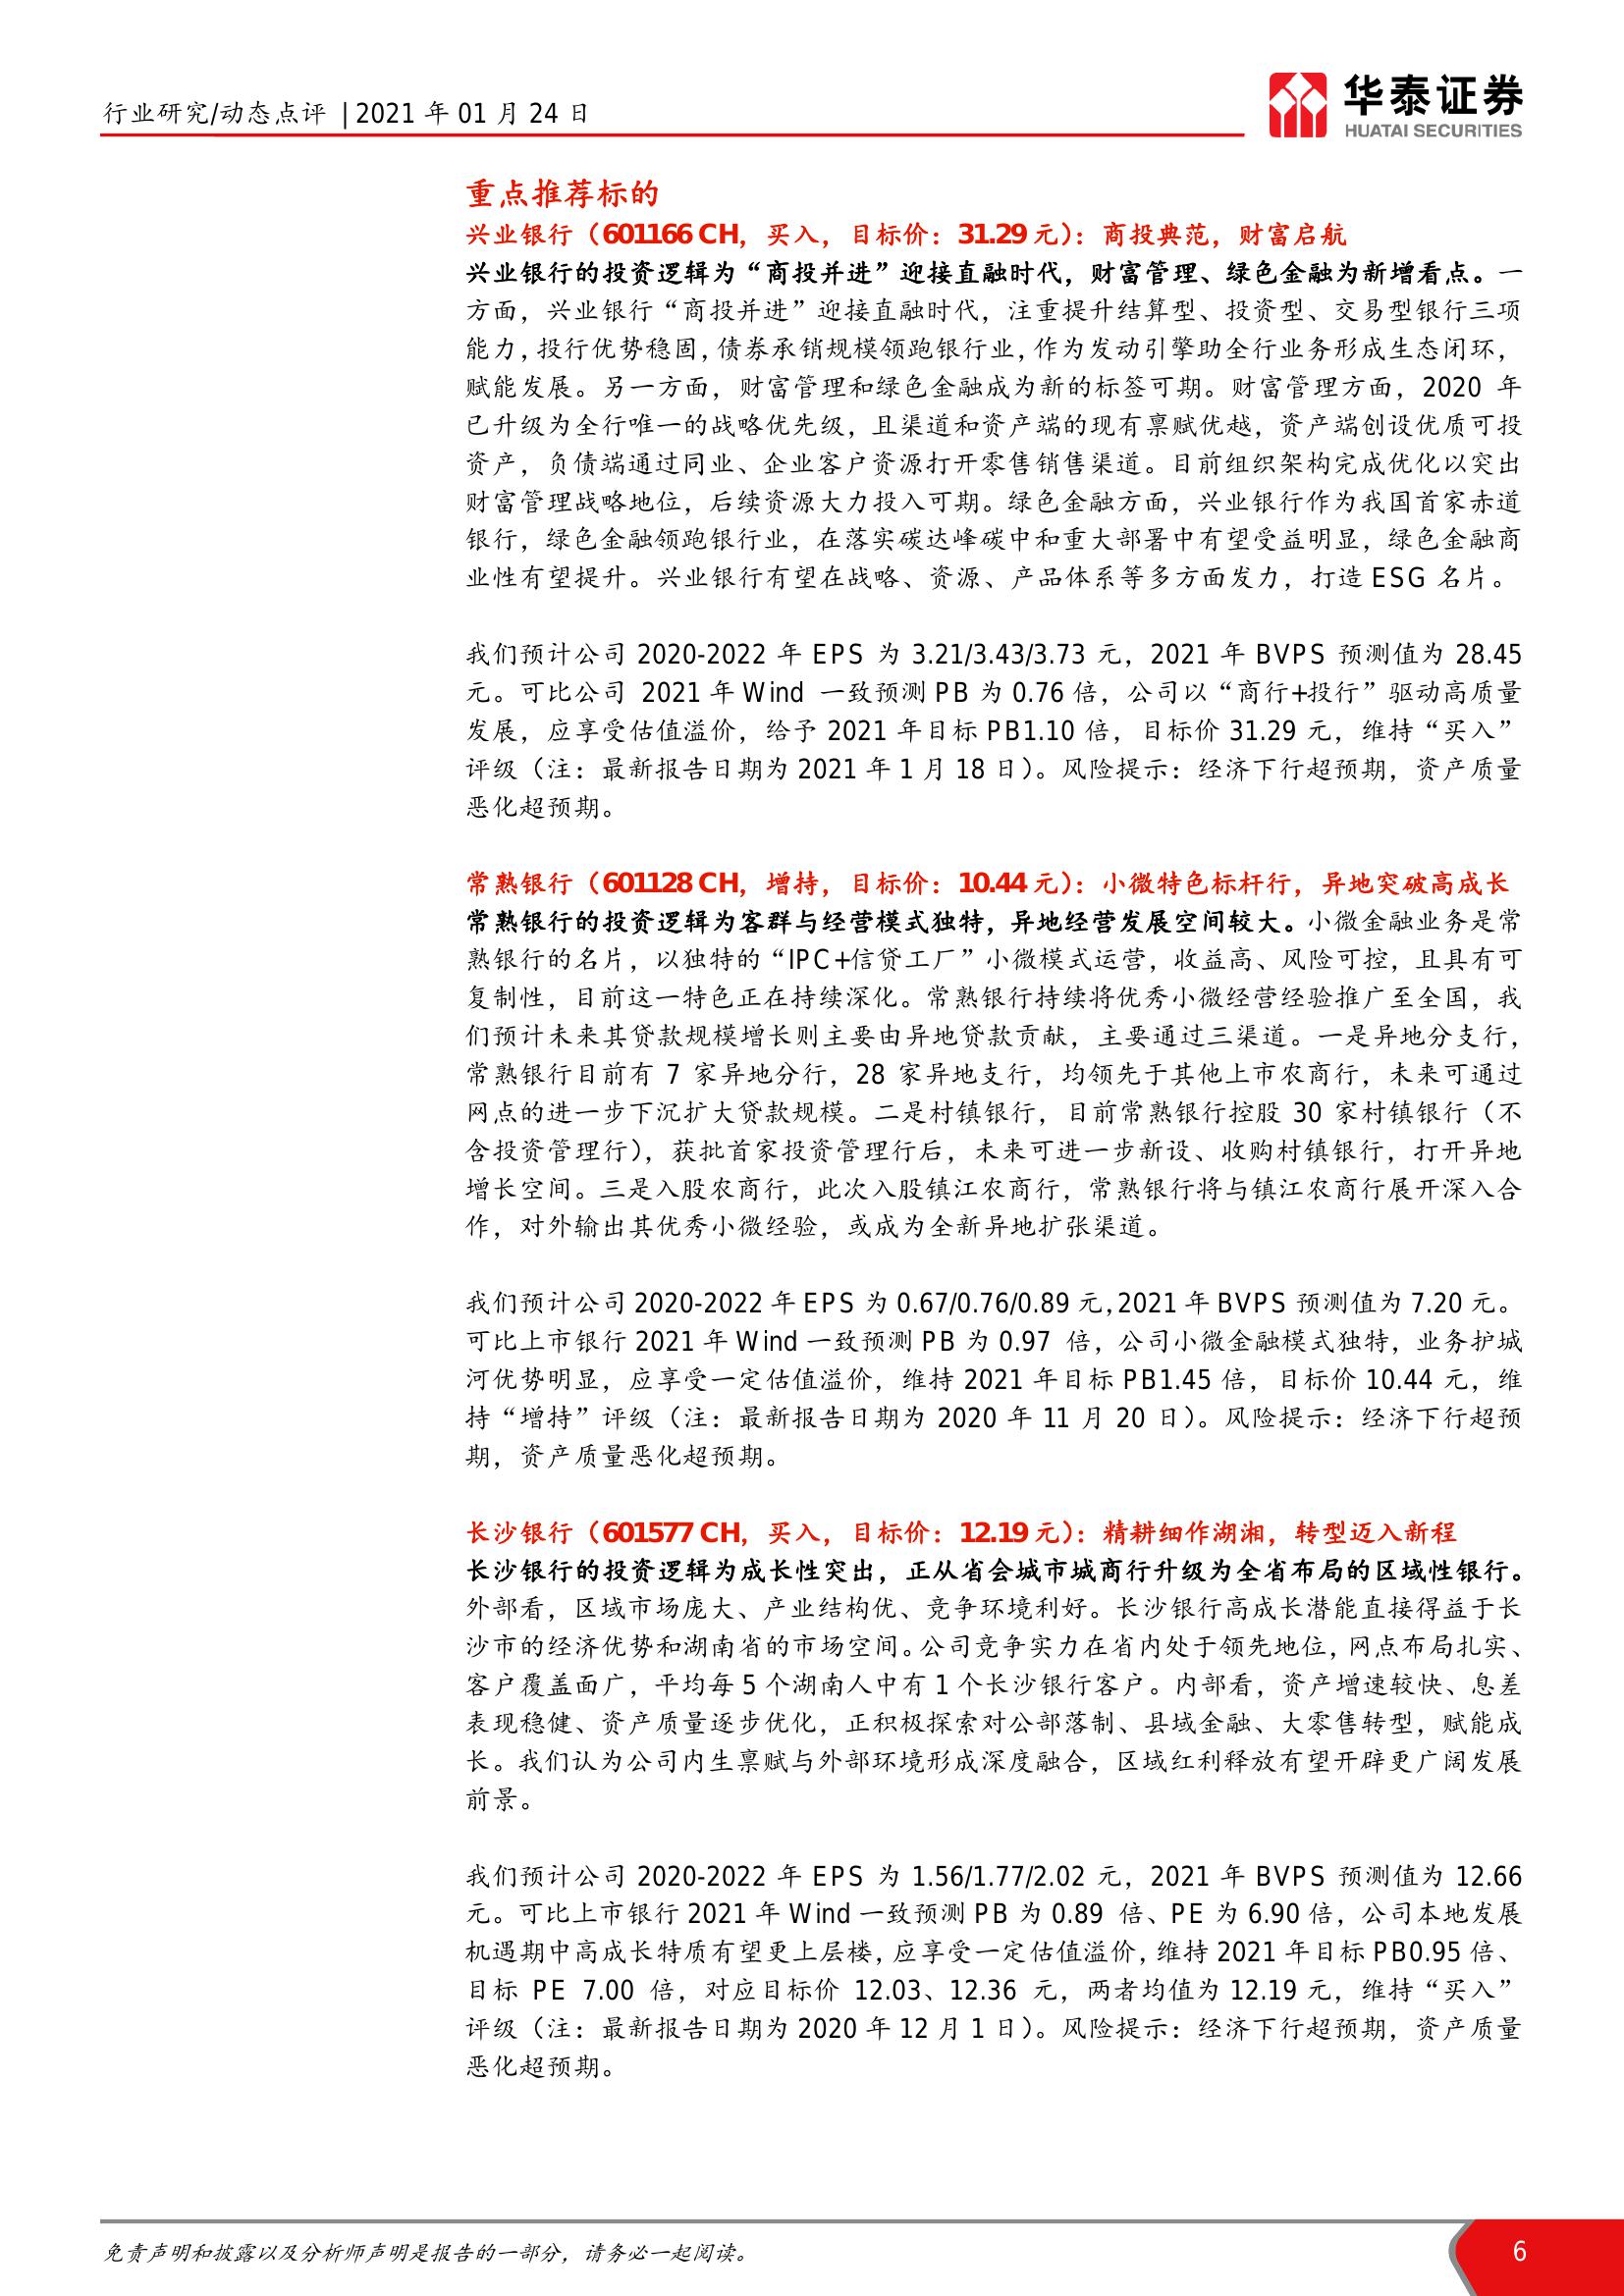 行业研究/动态点评 | 2021 年 01 月 24 日
华泰证券
HUATAI SECURITIES
重点推荐标的
兴业银行（601166 CH，买入，目标价：31.29 元）：商投典范，财富启航
兴业银行的投资逻辑为“商投并进”迎接直融时代，财富管理、绿色金融为新增看点。一
方面，兴业银行“商投并进”迎接直融时代，注重提升结算型、投资型、交易型银行三项
能力，投行优势稳固，债券承销规模领跑银行业，作为发动引擎助全行业务形成生态闭环，
赋能发展。另一方面，财富管理和绿色金融成为新的标签可期。财富管理方面，2020 年
已升级为全行唯一的战略优先级，且渠道和资产端的现有禀赋优越，资产端创设优质可投
资产，负债端通过同业、企业客户资源打开零售销售渠道。目前组织架构完成优化以突出
财富管理战略地位，后续资源大力投入可期。绿色金融方面，兴业银行作为我国首家赤道
银行，绿色金融领跑银行业，在落实碳达峰碳中和重大部署中有望受益明显，绿色金融商
业性有望提升。兴业银行有望在战略、资源、产品体系等多方面发力，打造 ESG 名片。
我们预计公司 2020-2022 年 EPS 为 3.21/3.43/3.73 元，2021 年 BVPS 预测值为 28.45
元。可比公司 2021 年 Wind 一致预测 PB 为 0.76 倍，公司以“商行+投行”驱动高质量
发展，应享受估值溢价，给予 2021 年目标 PB1.10 倍，目标价 31.29 元，维持“买入”
评级（注：最新报告日期为 2021 年 1 月 18 日）。风险提示：经济下行超预期，资产质量
恶化超预期。
常熟银行（601128 CH，增持，目标价：10.44 元）：小微特色标杆行，异地突破高成长
常熟银行的投资逻辑为客群与经营模式独特，异地经营发展空间较大。小微金融业务是常
熟银行的名片，以独特的“IPC+信贷工厂”小微模式运营，收益高、风险可控，且具有可
复制性，目前这一特色正在持续深化。常熟银行持续将优秀小微经营经验推广至全国，我
们预计未来其贷款规模增长则主要由异地贷款贡献，主要通过三渠道。一是异地分支行，
常熟银行目前有 7 家异地分行，28 家异地支行，均领先于其他上市农商行，未来可通过
网点的进一步下沉扩大贷款规模。二是村镇银行，目前常熟银行控股 30 家村镇银行（不
含投资管理行），获批首家投资管理行后，未来可进一步新设、收购村镇银行，打开异地
增长空间。三是入股农商行，此次入股镇江农商行，常熟银行将与镇江农商行展开深入合
作，对外输出其优秀小微经验，或成为全新异地扩张渠道。
我们预计公司 2020-2022 年 EPS 为 0.67/0.76/0.89 元，2021 年 BVPS 预测值为 7.20 元。
可比上市银行 2021 年 Wind 一致预测 PB 为 0.97 倍，公司小微金融模式独特，业务护城
河优势明显，应享受一定估值溢价，维持 2021 年目标 PB1.45 倍，目标价 10.44 元，维
持“增持”评级（注：最新报告日期为 2020 年 11 月 20 日）。风险提示：经济下行超预
期，资产质量恶化超预期。
长沙银行（601577 CH，买入，目标价：12.19 元）：精耕细作湖湘，转型迈入新程
长沙银行的投资逻辑为成长性突出，正从省会城市城商行升级为全省布局的区域性银行。
外部看，区域市场庞大、产业结构优、竞争环境利好。长沙银行高成长潜能直接得益于长
沙市的经济优势和湖南省的市场空间。公司竞争实力在省内处于领先地位，网点布局扎实、
客户覆盖面广，平均每 5 个湖南人中有 1 个长沙银行客户。内部看，资产增速较快、息差
表现稳健、资产质量逐步优化，正积极探索对公部落制、县域金融、大零售转型，赋能成
长。我们认为公司内生禀赋与外部环境形成深度融合，区域红利释放有望开辟更广阔发展
前景。
我们预计公司 2020-2022 年 EPS 为 1.56/1.77/2.02 元，2021 年 BVPS 预测值为 12.66
元。可比上市银行 2021 年 Wind 一致预测 PB 为 0.89 倍、PE 为 6.90 倍，公司本地发展
机遇期中高成长特质有望更上层楼，应享受一定估值溢价，维持 2021 年目标 PB0.95 倍、
目标 PE 7.00 倍，对应目标价 12.03、12.36 元，两者均值为 12.19 元，维持“买入”
评级（注：最新报告日期为 2020 年 12 月 1 日）。风险提示：经济下行超预期，资产质量
恶化超预期。
免责声明和披露以及分析师声明是报告的一部分，请务必一起阅读。
6